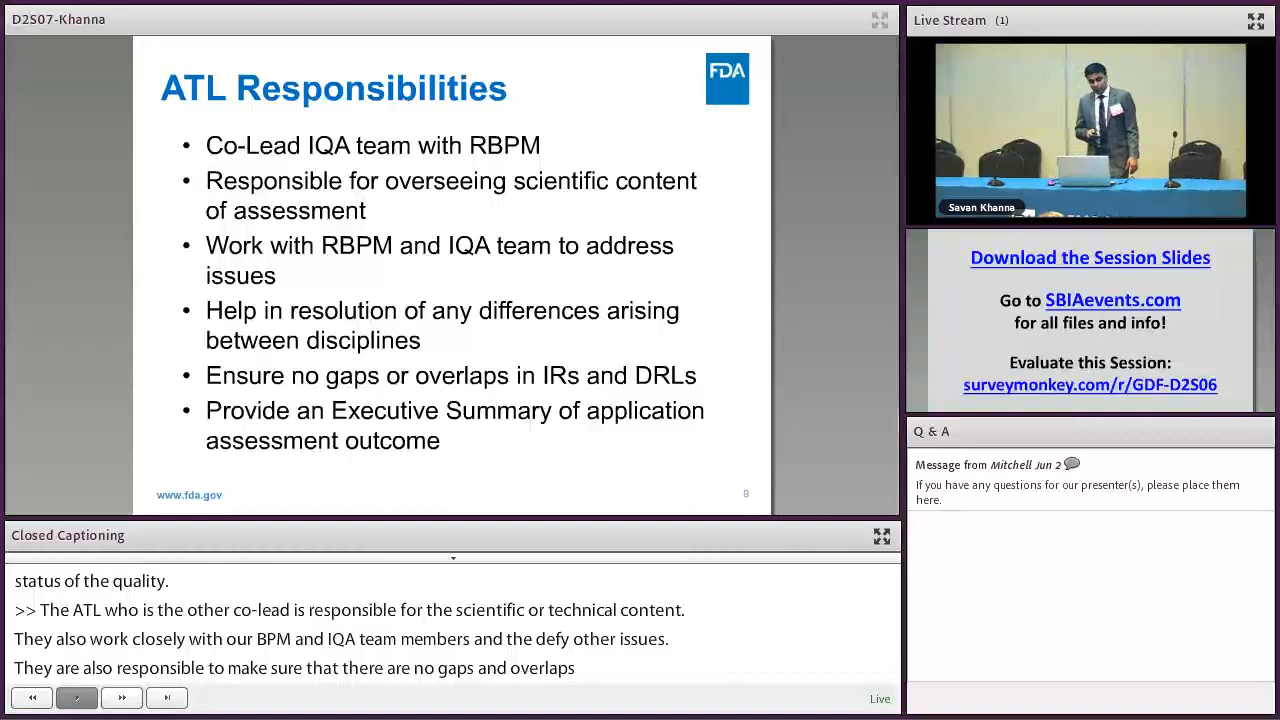 D2S07-Khanna
ATL Responsibilities
FDA
• Co-Lead IQA team with RBPM
• Responsible for overseeing scientific content
of assessment
• Work with RBPM and IQA team to address
issues
• Help in resolution of any differences arising
between disciplines
• Ensure no gaps or overlaps in IRs and DRLs
• Provide an Executive Summary of application
assessment outcome
www.fda.gov
9
Closed Captioning
status of the quality.
>> The ATL who is the other co-lead is responsible for the scientific or technical content.
They also work closely with our BPM and IQA team members and the defy other issues.
They are also responsible to make sure that there are no gaps and overlaps
Live
Live Stream (1)
Savan Khanna
Download the Session Slides
Go to SBIAevents.com
for all files and info!
Evaluate this Session:
surveymonkey.com/r/GDF-D2S06
Q & A
Message from Mitchell Jun 2
If you have any questions for our presenter(s), please place them
here.